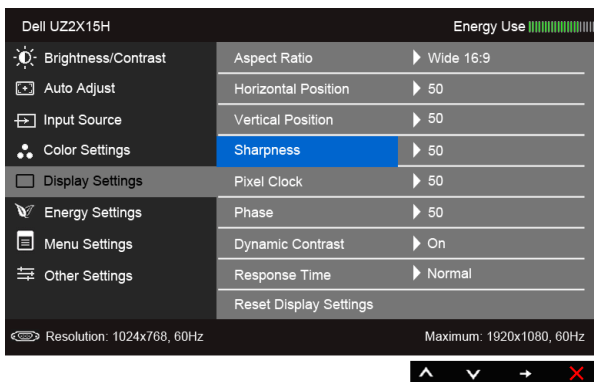 Dell UZ2X15H Energy Use
Brightness/Contrast Aspect Ratio Wide 16:9
Auto Adjust Horizontal Position 50
Input Source Vertical Position 50
Color Settings Sharpness 50
Display Settings Pixel Clock 50
Energy Settings Phase 50
Menu Settings Dynamic Contrast On
Other Settings Response Time Normal
Reset Display Settings
Resolution: 1024x768, 60Hz Maximum: 1920x1080, 60Hz